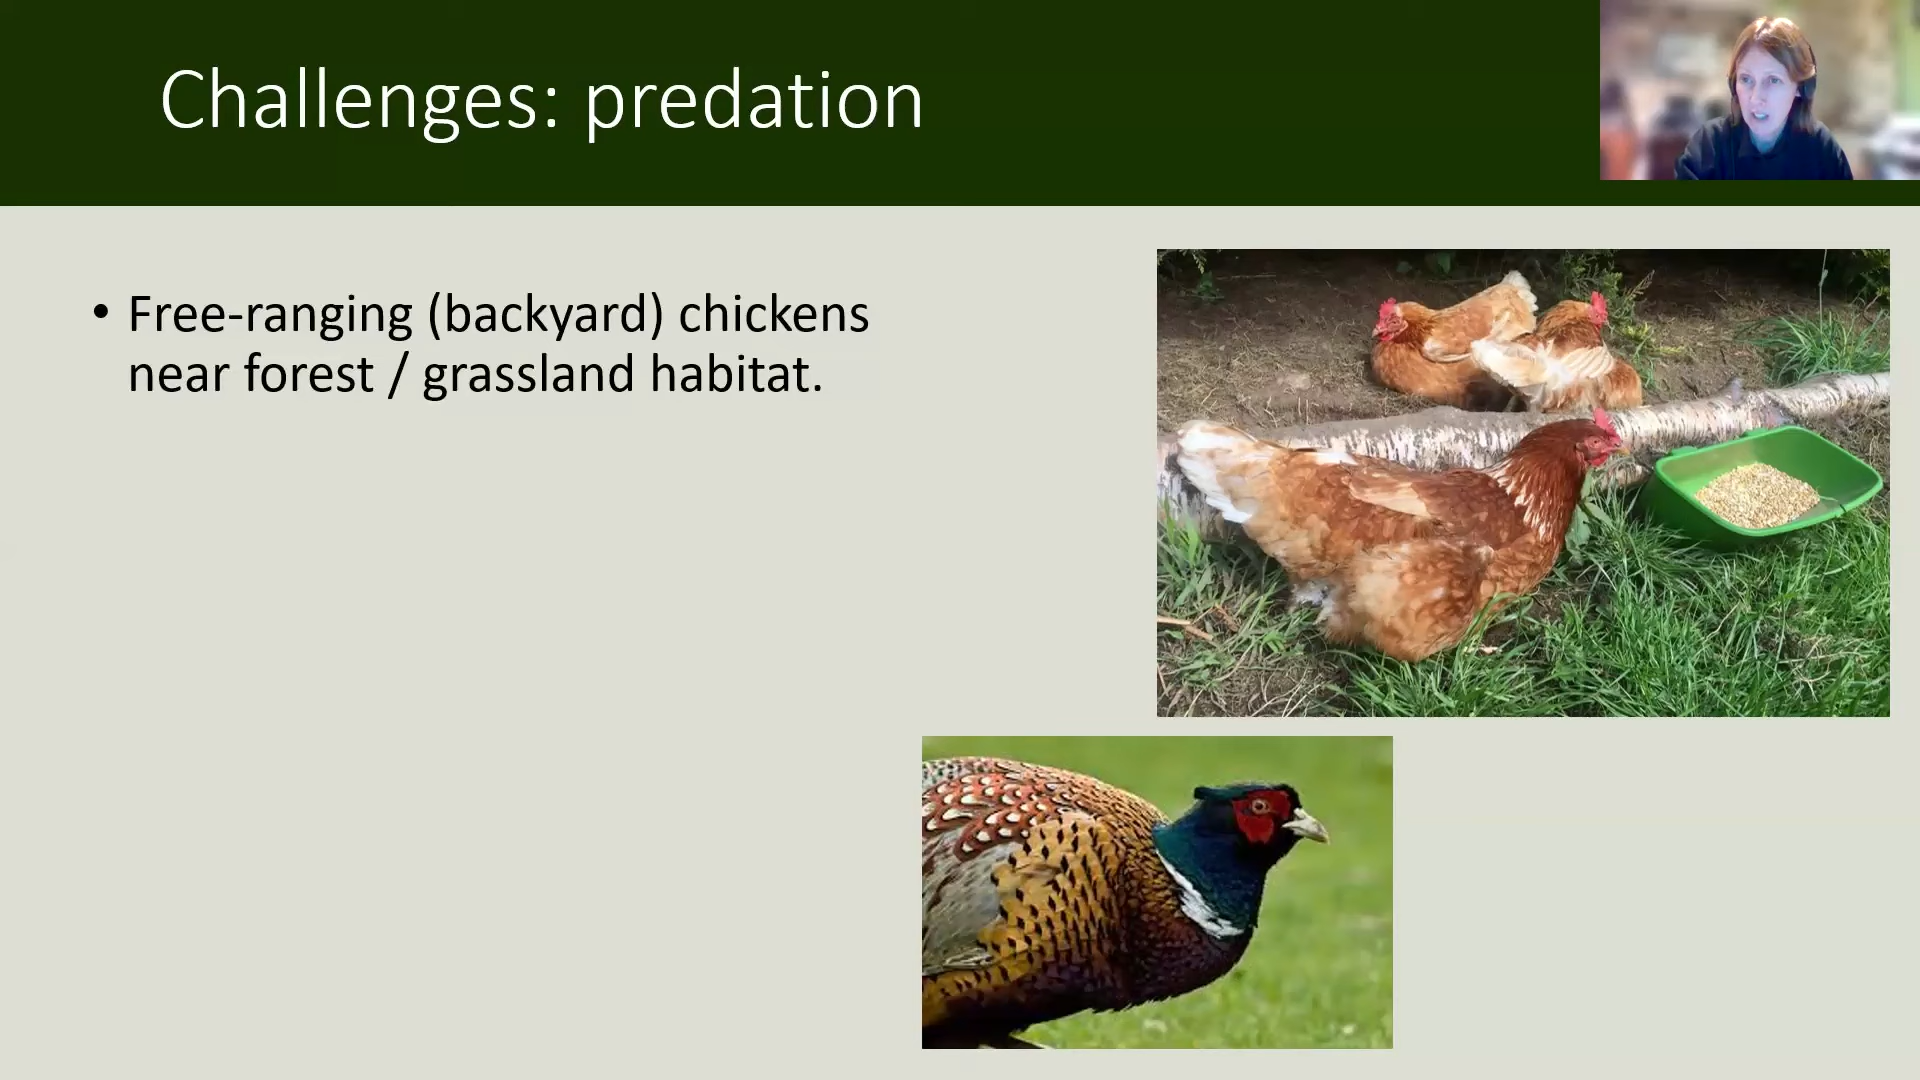 Challenges: predation
• Free-ranging (backyard) chickens
near forest / grassland habitat.